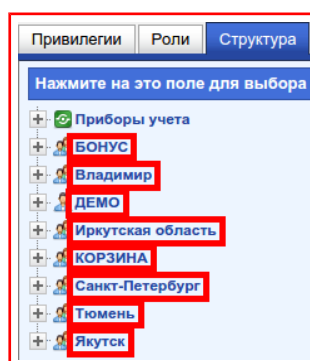 Привилегии Роли Структура
Нажмите на это поле для выбора
Приборы учета
БОНУС
Владимир
ДЕМО
Иркутская область
КОРЗИНА
Санкт-Петербург
Тюмень
Якутск